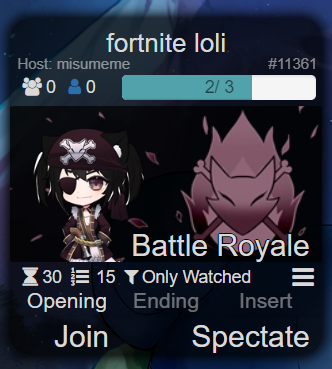 fortnite loli
Host: misumeme #11361
0 0 2/ 3
Battle Royale
30 15 Only Watched
Opening Ending Insert
Join Spectate